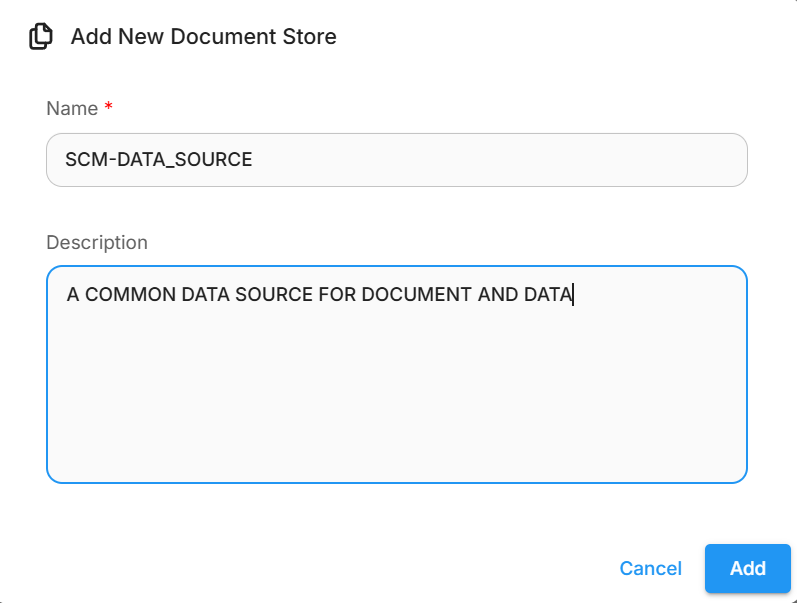 Add New Document Store
Name *
SCM-DATA_SOURCE
Description
A COMMON DATA SOURCE FOR DOCUMENT AND DATA
Cancel
Add